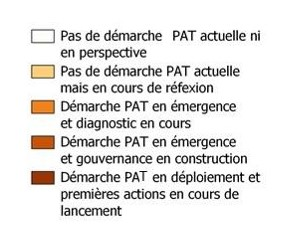 Pas de démarche PAT actuelle ni
en perspective
Pas de démarche PAT actuelle
mais en cours de réfexion
Démarche PAT en émergence
et diagnostic en cours
Démarche PAT en émergence
et gouvernance en construction
Démarche PAT en déploiement et
premières actions en cours de
lancement